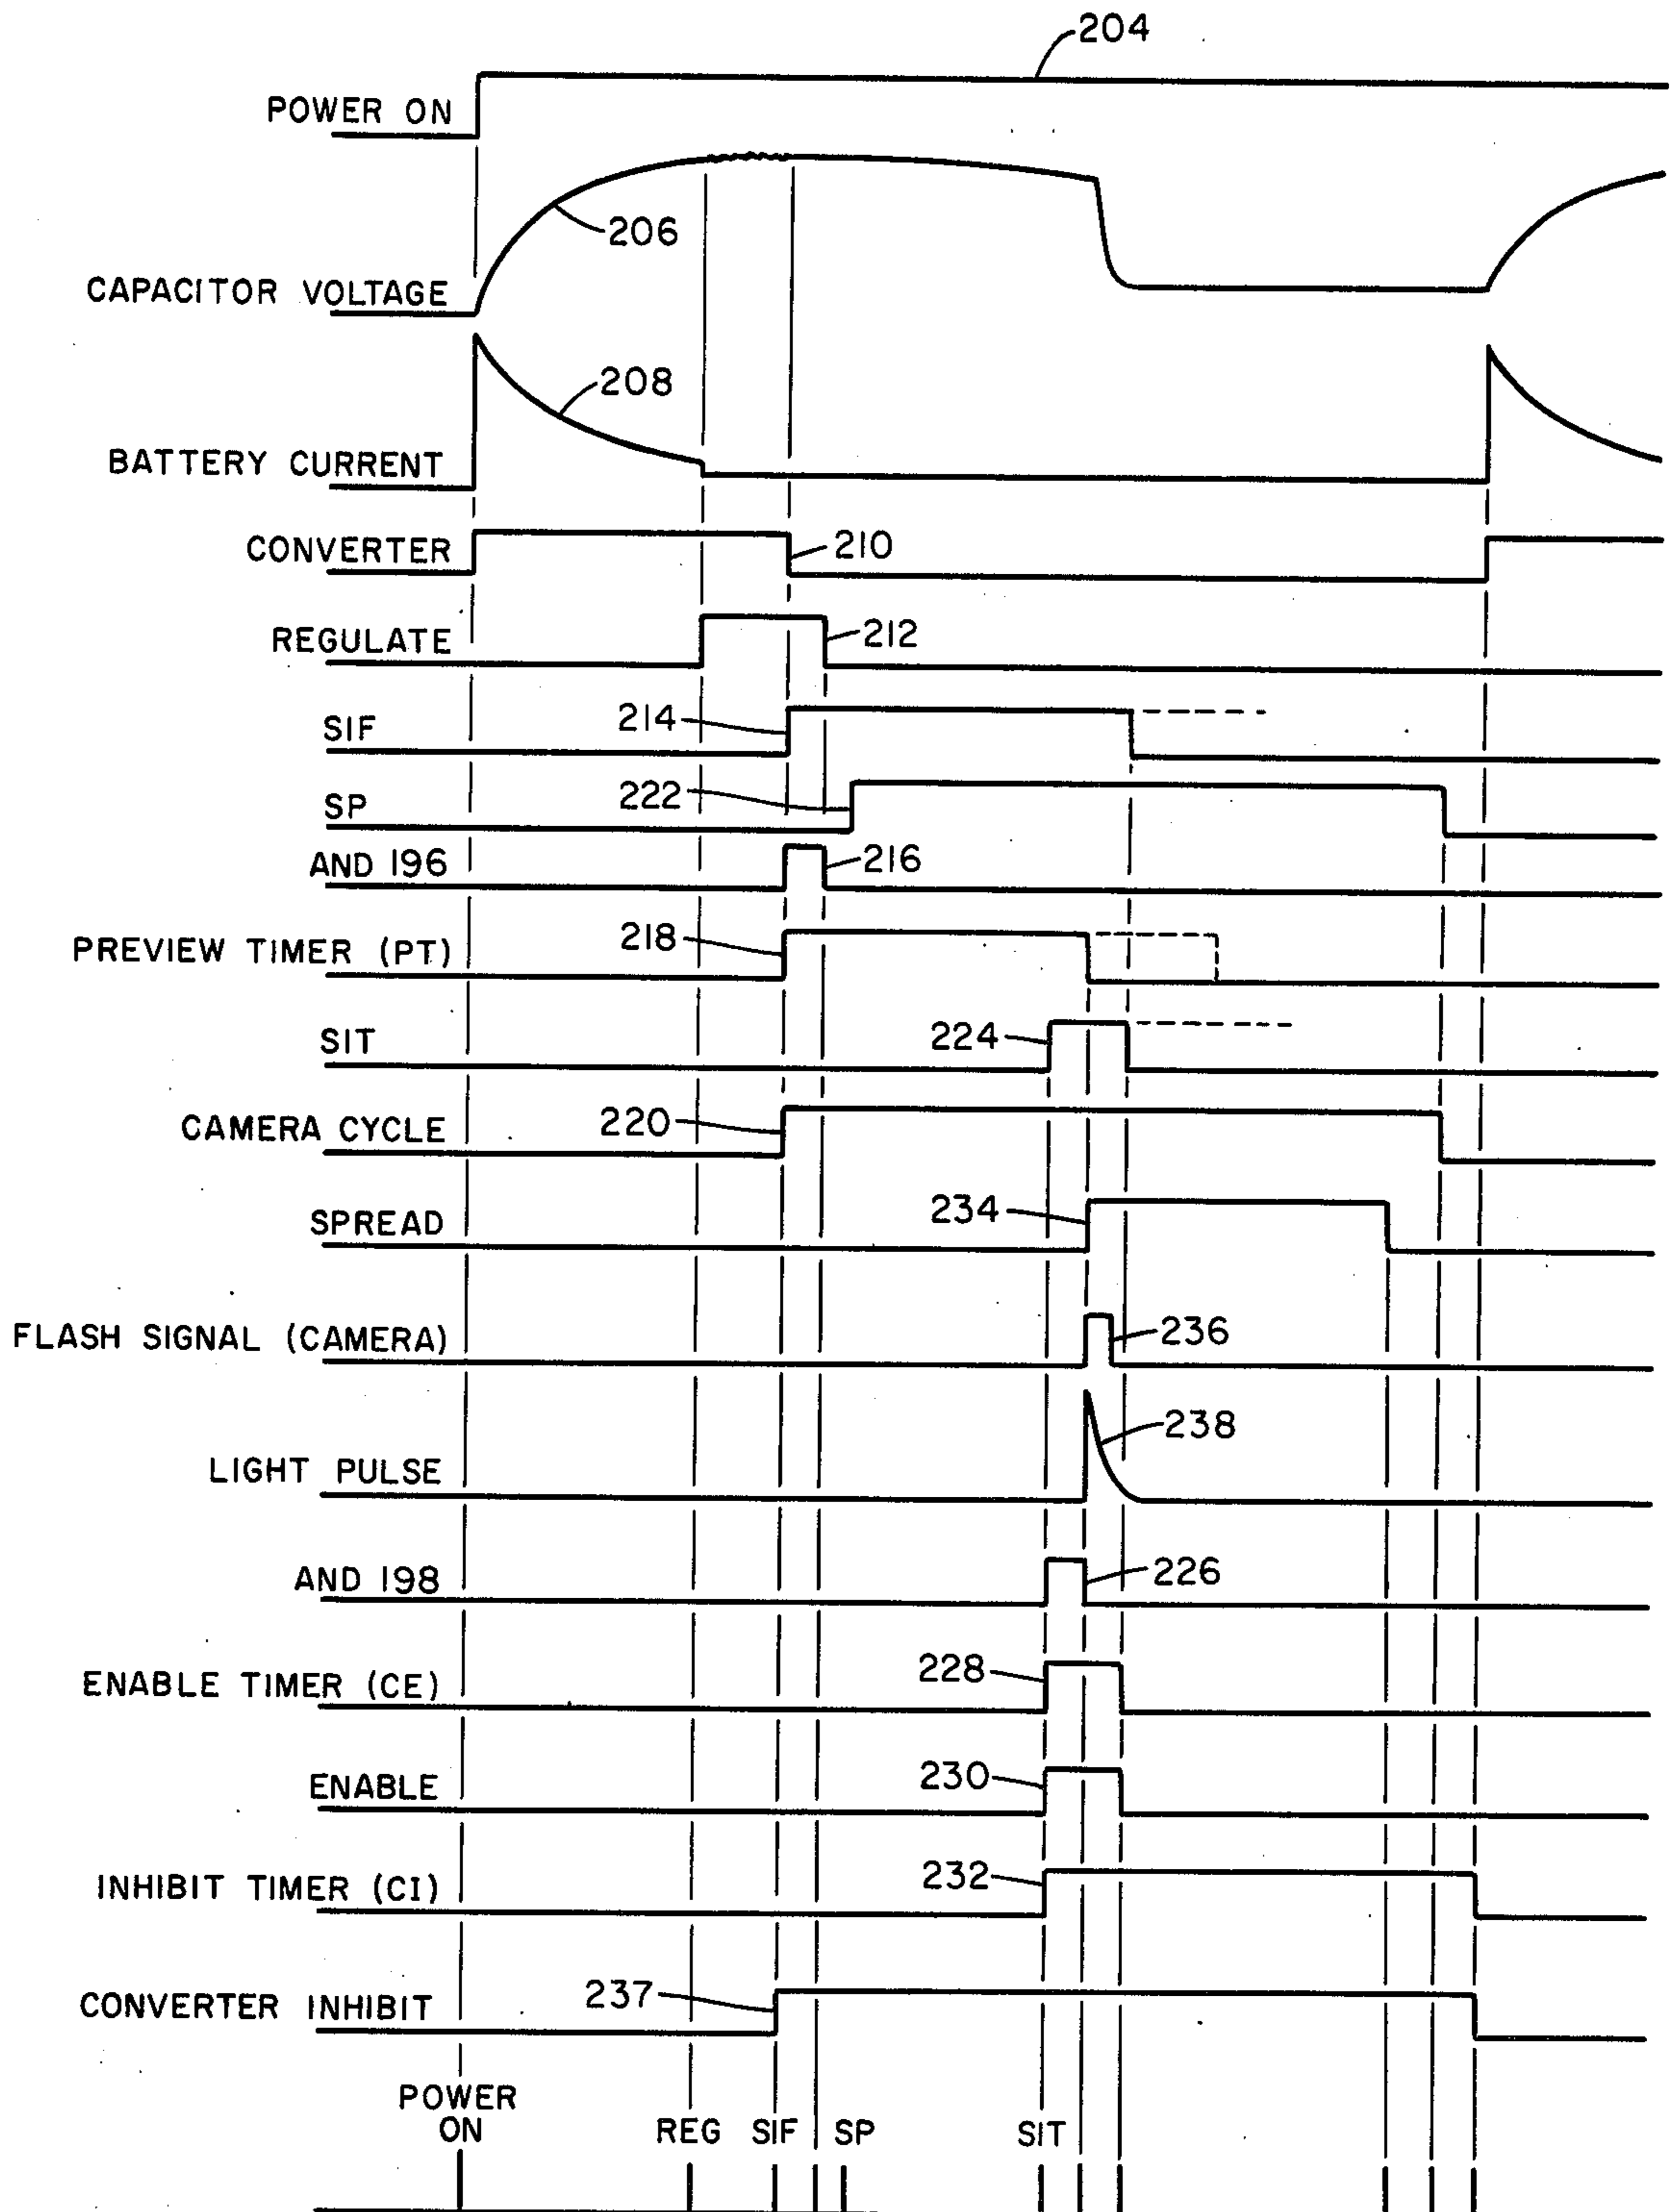 204
POWER ON
206
CAPACITOR VOLTAGE
208
BATTERY CURRENT
CONVERTER
210
REGULATE
212
SIF
214
SP
222
AND 196
216
PREVIEW TIMER (PT)
218
SIT
224
CAMERA CYCLE
220
SPREAD
234
FLASH SIGNAL (CAMERA)
236
LIGHT PULSE
238
AND 198
226
ENABLE TIMER (CE)
228
ENABLE
230
INHIBIT TIMER (CI)
232
CONVERTER INHIBIT
237
POWER
ON
REG
SIF
SP
SIT